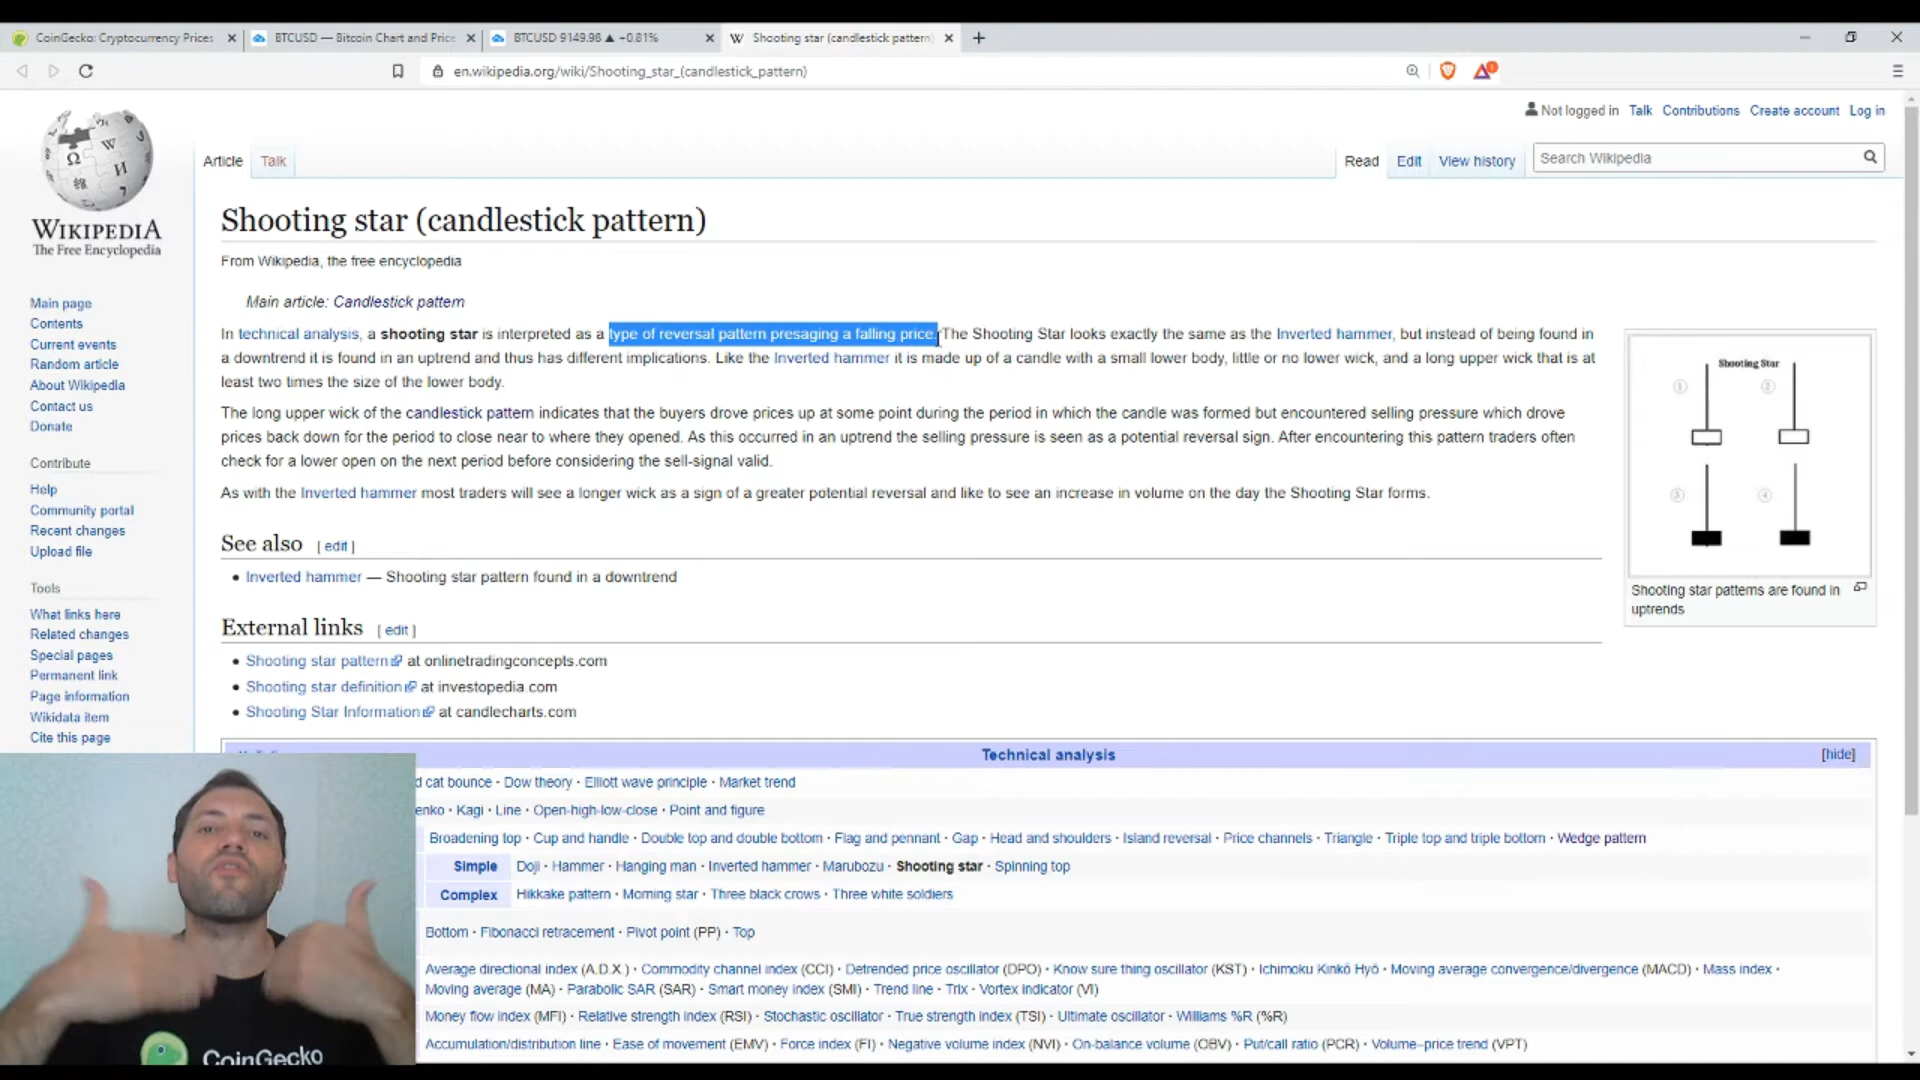 CoinGecko: Cryptocurrency Prices
BTCUSD — Bitcoin Chart and Price
BTCUSD 9149.98 ▲ +0.81%
Shooting star (candlestick pattern)
en.wikipedia.org/wiki/Shooting_star_(candlestick_pattern)
Not logged in Talk Contributions Create account Log in
Article Talk
Read Edit View history Search Wikipedia
WIKIPEDIA
The Free Encyclopedia
Shooting star (candlestick pattern)
From Wikipedia, the free encyclopedia
Main article: Candlestick pattern
In technical analysis, a shooting star is interpreted as a type of reversal pattern presaging a falling price. The Shooting Star looks exactly the same as the Inverted hammer, but instead of being found in
a downtrend it is found in an uptrend and thus has different implications. Like the Inverted hammer it is made up of a candle with a small lower body, little or no lower wick, and a long upper wick that is at
least two times the size of the lower body.
The long upper wick of the candlestick pattern indicates that the buyers drove prices up at some point during the period in which the candle was formed but encountered selling pressure which drove
prices back down for the period to close near to where they opened. As this occurred in an uptrend the selling pressure is seen as a potential reversal sign. After encountering this pattern traders often
check for a lower open on the next period before considering the sell-signal valid.
As with the Inverted hammer most traders will see a longer wick as a sign of a greater potential reversal and like to see an increase in volume on the day the Shooting Star forms.
Shooting Star
① ②
③ ④
Shooting star patterns are found in
uptrends
See also [ edit ]
• Inverted hammer — Shooting star pattern found in a downtrend
External links [ edit ]
• Shooting star pattern at onlinetradingconcepts.com
• Shooting star definition at investopedia.com
• Shooting Star Information at candlecharts.com
Main page
Contents
Current events
Random article
About Wikipedia
Contact us
Donate
Contribute
Help
Community portal
Recent changes
Upload file
Tools
What links here
Related changes
Special pages
Permanent link
Page information
Wikidata item
Cite this page
Technical analysis [hide]
d cat bounce · Dow theory · Elliott wave principle · Market trend
enko · Kagi · Line · Open-high-low-close · Point and figure
Broadening top · Cup and handle · Double top and double bottom · Flag and pennant · Gap · Head and shoulders · Island reversal · Price channels · Triangle · Triple top and triple bottom · Wedge pattern
Simple Doji · Hammer · Hanging man · Inverted hammer · Marubozu · Shooting star · Spinning top
Complex Hikkake pattern · Morning star · Three black crows · Three white soldiers
Bottom · Fibonacci retracement · Pivot point (PP) · Top
Average directional index (A.D.X.) · Commodity channel index (CCI) · Detrended price oscillator (DPO) · Know sure thing oscillator (KST) · Ichimoku Kinkō Hyō · Moving average convergence/divergence (MACD) · Mass index ·
Moving average (MA) · Parabolic SAR (SAR) · Smart money index (SMI) · Trend line · Trix · Vortex indicator (VI)
Money flow index (MFI) · Relative strength index (RSI) · Stochastic oscillator · True strength index (TSI) · Ultimate oscillator · Williams %R (%R)
Accumulation/distribution line · Ease of movement (EMV) · Force index (FI) · Negative volume index (NVI) · On-balance volume (OBV) · Put/call ratio (PCR) · Volume–price trend (VPT)
CoinGecko